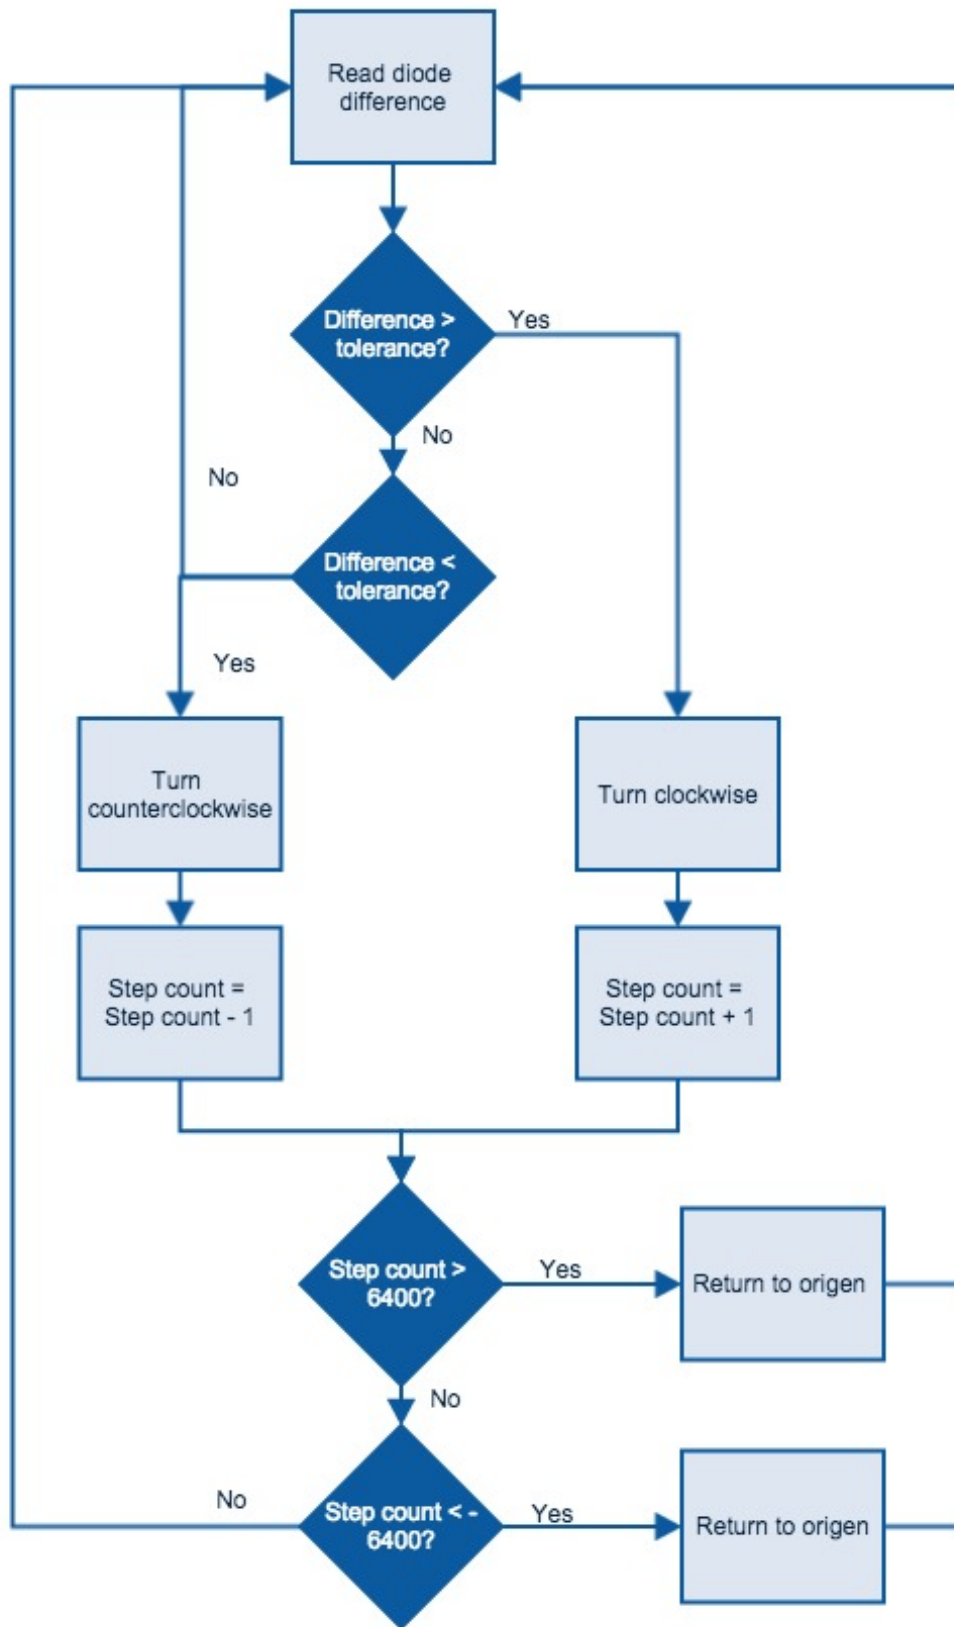 Read diode
difference
Difference >
tolerance?
Yes
No
No
Difference <
tolerance?
Yes
Turn
counterclockwise
Turn clockwise
Step count =
Step count - 1
Step count =
Step count + 1
Step count >
6400?
Yes
Return to origen
No
No
Step count < -
6400?
Yes
Return to origen